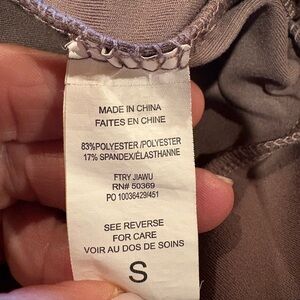 MADE IN CHINA
FAITES EN CHINE
83%POLYESTER/POLYESTER
17% SPANDEX/ÉLASTHANNE
FTRY JIAWU
RN# 50369
PO 10036429/451
SEE REVERSE
FOR CARE
VOIR AU DOS DE SOINS
S